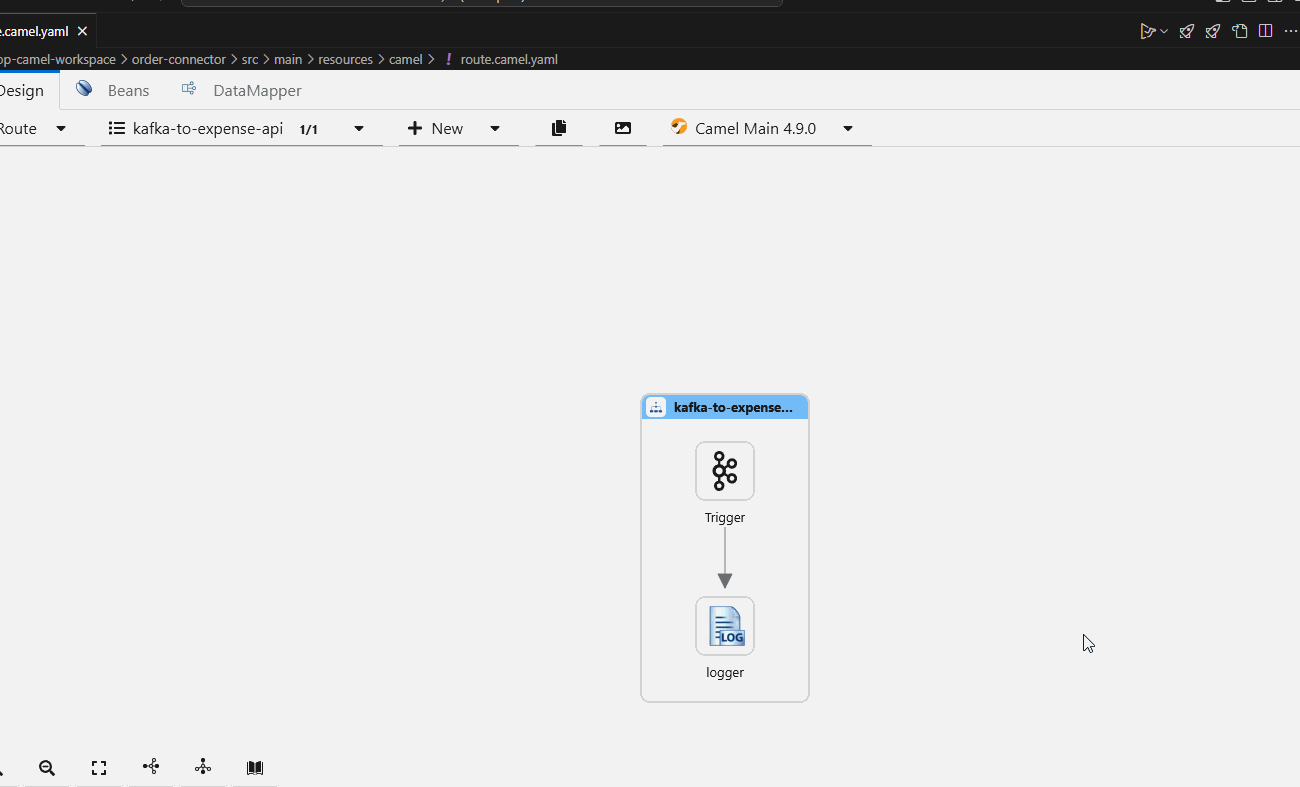 e.camel.yaml
op-camel-workspace > order-connector > src > main > resources > camel > ! route.camel.yaml
Design Beans DataMapper
Route kafka-to-expense-api 1/1 New Camel Main 4.9.0
kafka-to-expense...
Trigger
LOG
logger